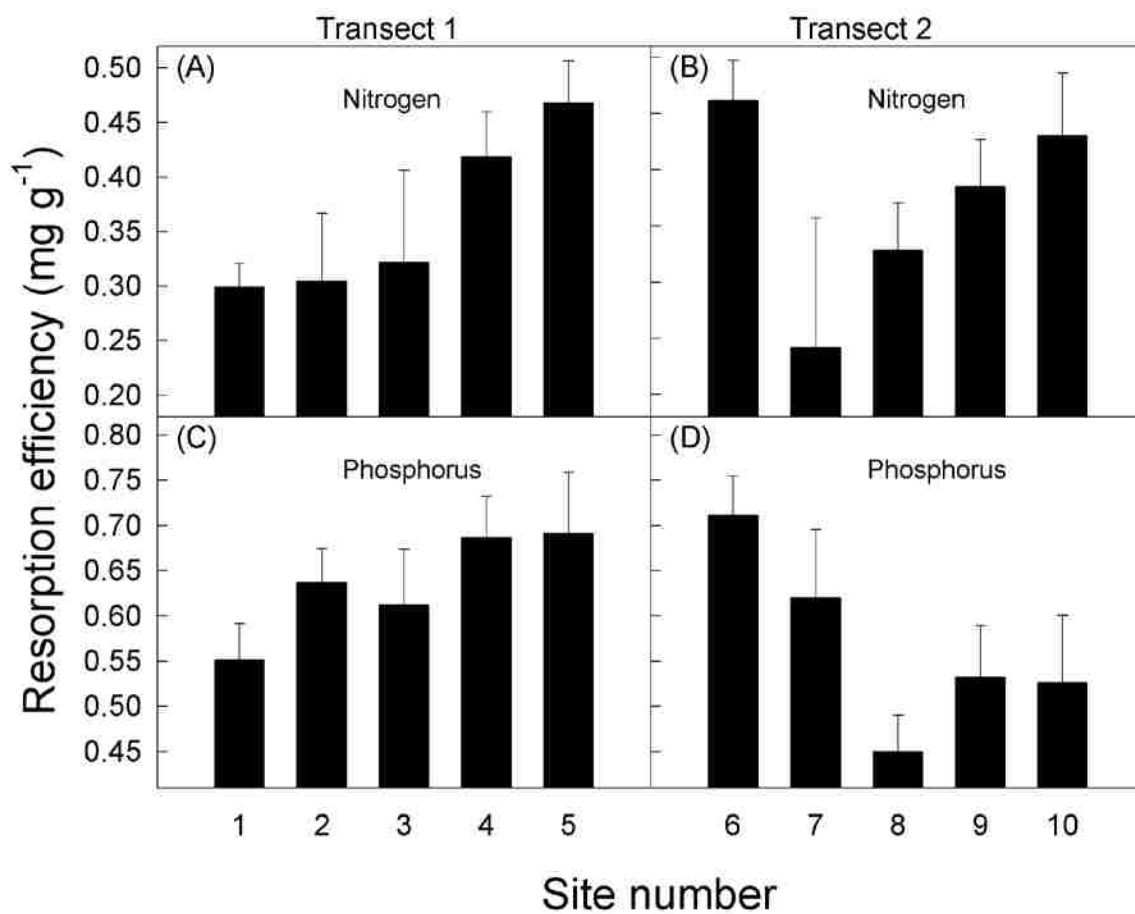 Transect 1
Transect 2
Resorption efficiency (mg g⁻¹)
(A)
Nitrogen
0.50
0.45
0.40
0.35
0.30
0.25
0.20
(B)
Nitrogen
(C)
Phosphorus
0.80
0.75
0.70
0.65
0.60
0.55
0.50
0.45
(D)
Phosphorus
1 2 3 4 5 6 7 8 9 10
Site number